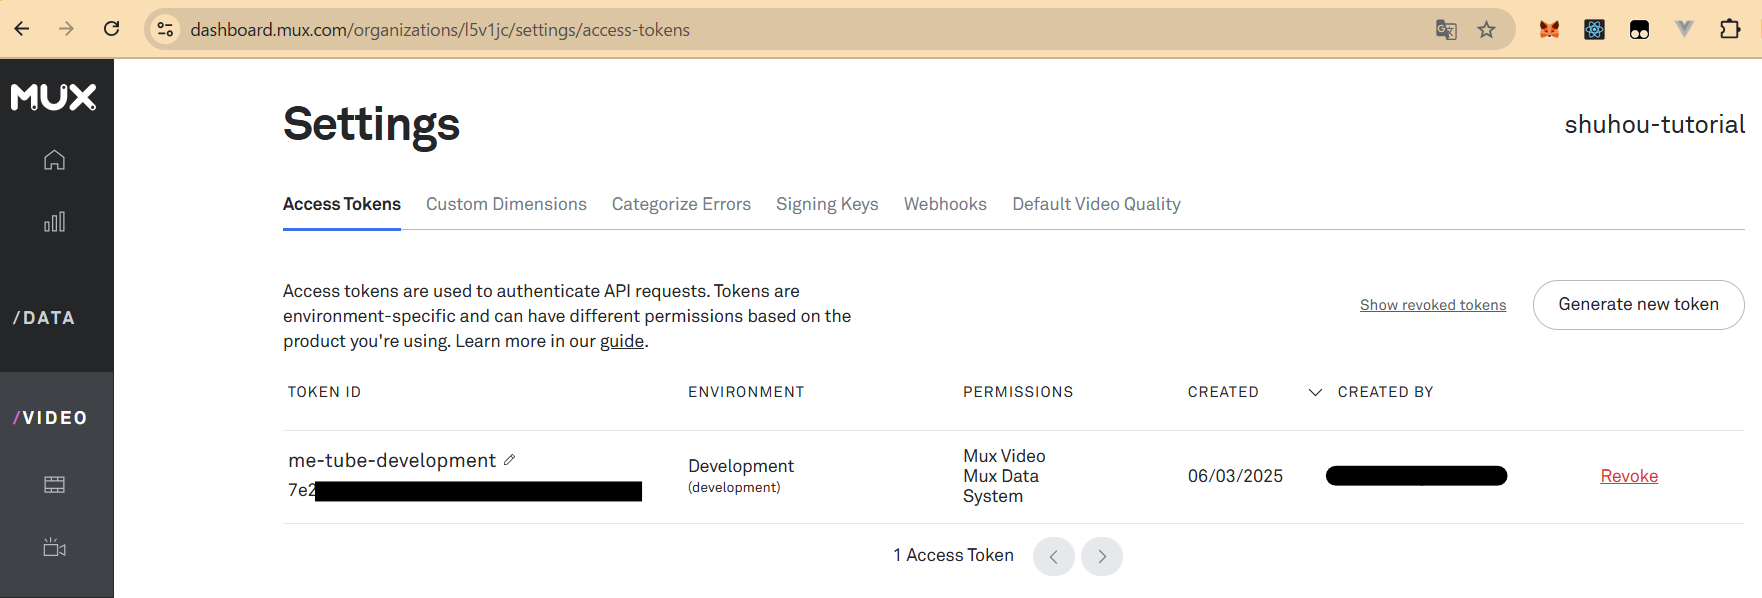 dashboard.mux.com/organizations/l5v1jc/settings/access-tokens
MUX
Settings
shuhou-tutorial
Access Tokens Custom Dimensions Categorize Errors Signing Keys Webhooks Default Video Quality
/DATA
Access tokens are used to authenticate API requests. Tokens are
environment-specific and can have different permissions based on the
product you're using. Learn more in our guide.
Show revoked tokens
Generate new token
TOKEN ID ENVIRONMENT PERMISSIONS CREATED CREATED BY
/VIDEO
me-tube-development
7e2
Development
(development)
Mux Video
Mux Data
System
06/03/2025
Revoke
1 Access Token